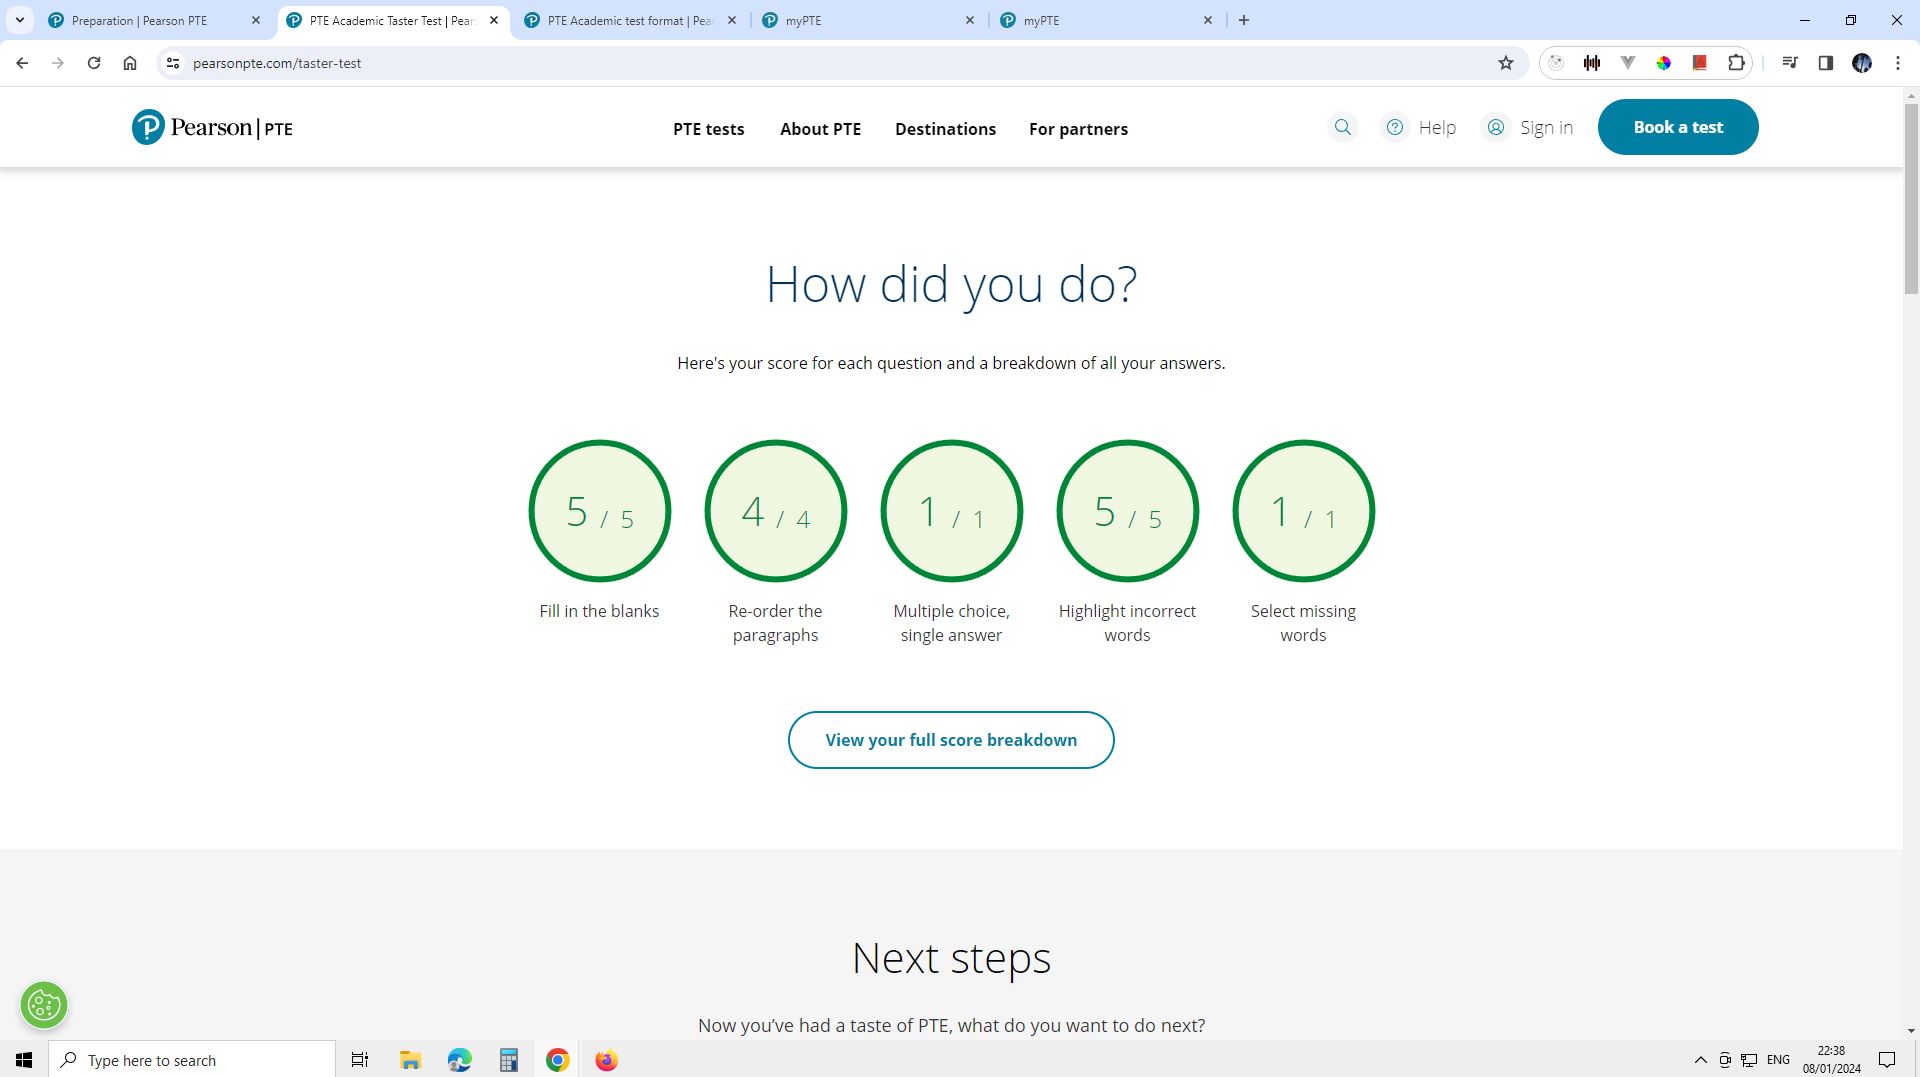 Preparation | Pearson PTE
PTE Academic Taster Test | Pears
PTE Academic test format | Pea
myPTE
myPTE
pearsonpte.com/taster-test
Pearson | PTE
PTE tests
About PTE
Destinations
For partners
Help
Sign in
Book a test
How did you do?
Here's your score for each question and a breakdown of all your answers.
5 / 5
4 / 4
1 / 1
5 / 5
1 / 1
Fill in the blanks
Re-order the
paragraphs
Multiple choice,
single answer
Highlight incorrect
words
Select missing
words
View your full score breakdown
Next steps
Now you've had a taste of PTE, what do you want to do next?
Type here to search
ENG
22:38
08/01/2024